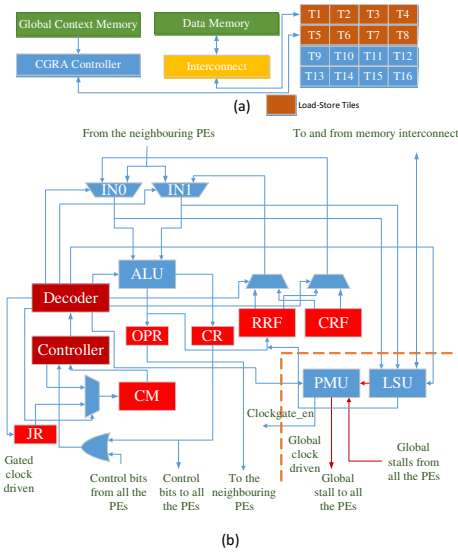 Global Context Memory
Data Memory
T1 T2 T3 T4
T5 T6 T7 T8
CGRA Controller
Interconnect
T9 T10 T11 T12
T13 T14 T15 T16
(a)
Load-Store Tiles
From the neighbouring PEs
To and from memory interconnect
IN0
IN1
ALU
Decoder
OPR
CR
RRF
CRF
Controller
PMU
LSU
CM
Clockgate_en
JR
Gated
clock
driven
Global
clock
driven
Global
stalls from
all the PEs
Control bits
from all the
PEs
Control
bits to all
the PEs
To the
neighbouring
PEs
Global
stall to all
the PEs
(b)